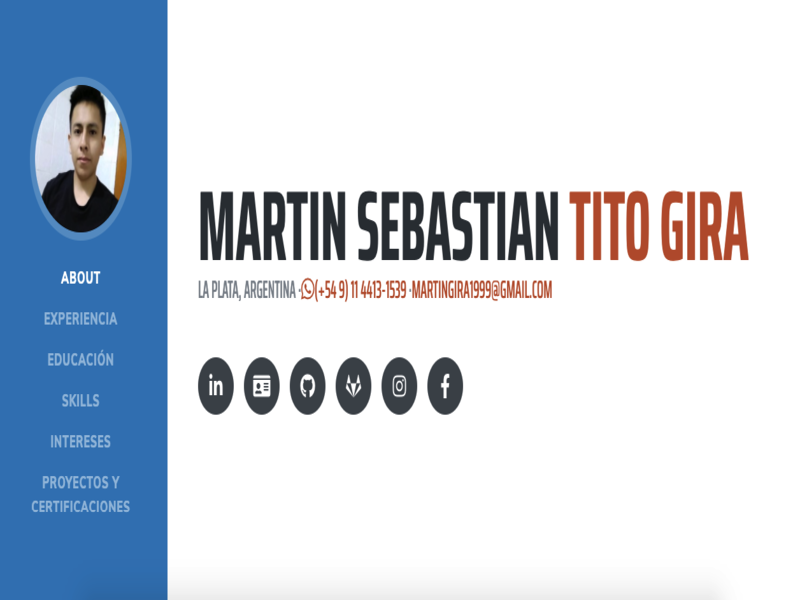 ABOUT
EXPERIENCIA
EDUCACIÓN
SKILLS
INTERESES
PROYECTOS Y
CERTIFICACIONES
MARTIN SEBASTIAN TITO GIRA
LA PLATA, ARGENTINA · (+54 9) 11 4413-1539 · MARTINGIRA1999@GMAIL.COM
in
f